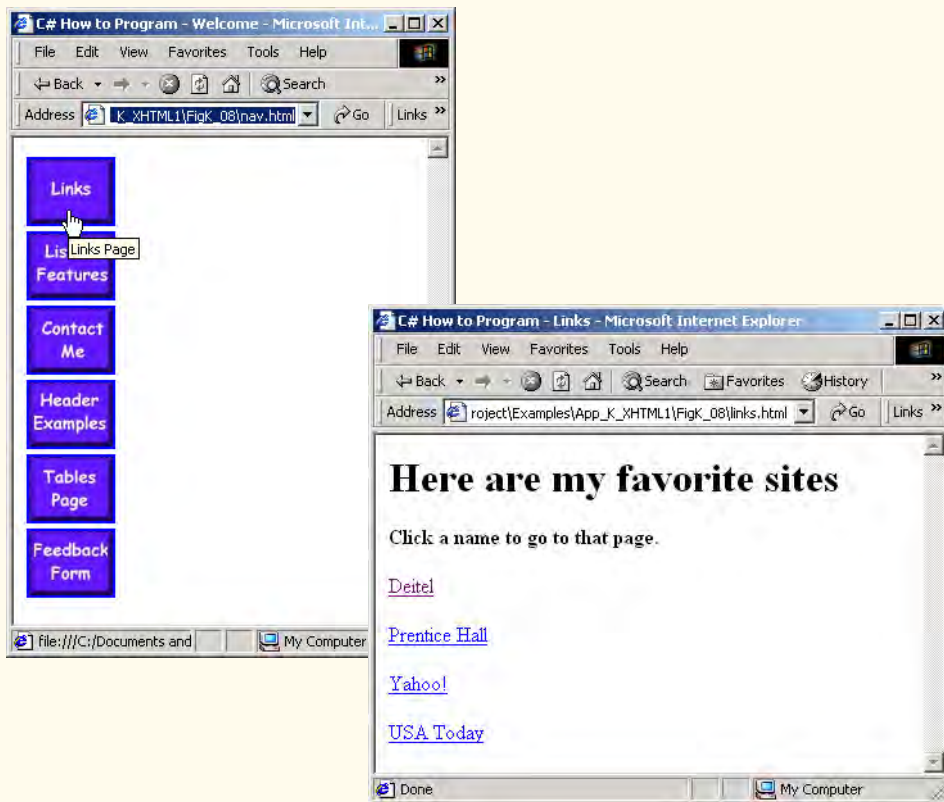 C# How to Program - Welcome - Microsoft Int...
File Edit View Favorites Tools Help
Back Search »
Address K_XHTML1\FigK_08\nav.html Go Links »
Links
Links Page
Features
Contact
Me
Header
Examples
Tables
Page
Feedback
Form
file:///C:/Documents and My Computer
C# How to Program - Links - Microsoft Internet Explorer
File Edit View Favorites Tools Help
Back Search Favorites History »
Address roject\Examples\App_K_XHTML1\FigK_08\links.html Go Links »
Here are my favorite sites
Click a name to go to that page.
Deitel
Prentice Hall
Yahoo!
USA Today
Done My Computer